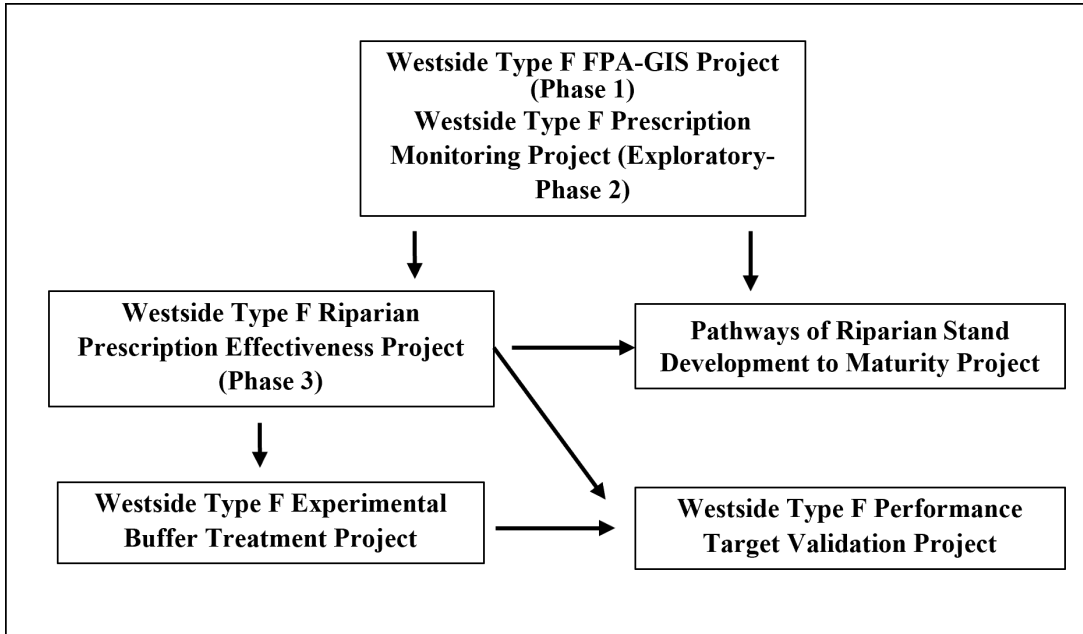 Westside Type F FPA-GIS Project
(Phase 1)
Westside Type F Prescription
Monitoring Project (Exploratory-
Phase 2)
Westside Type F Riparian
Prescription Effectiveness Project
(Phase 3)
Pathways of Riparian Stand
Development to Maturity Project
Westside Type F Experimental
Buffer Treatment Project
Westside Type F Performance
Target Validation Project